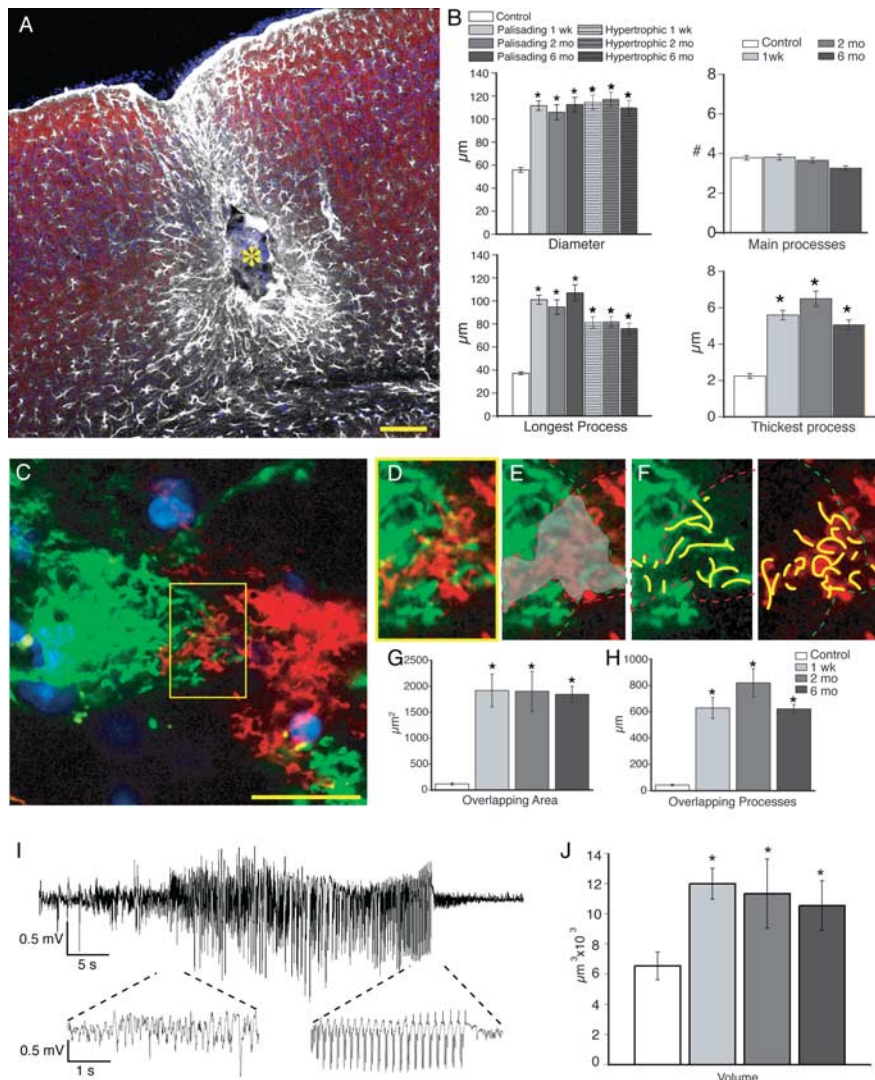 A
B
Control
Palisading 1 wk
Hypertrophic 1 wk
Palisading 2 mo
Hypertrophic 2 mo
Palisading 6 mo
Hypertrophic 6 mo
Control
2 mo
1wk
6 mo
140
120
100
80
60
40
20
0
µm
* * * * * *
Diameter
8
6
4
2
0
#
Main processes
140
120
100
80
60
40
20
0
µm
* * * * * *
Longest Process
8
6
4
2
0
µm
* * *
Thickest process
*
C
D
E
F
G
2500
2000
1500
1000
500
0
µm²
* * *
Overlapping Area
H
Control
1 wk
2 mo
6 mo
1000
800
600
400
200
0
µm
* * *
Overlapping Processes
I
0.5 mV
5 s
0.5 mV
1 s
J
14
12
10
8
6
4
2
0
µm³x10³
* * *
Volume